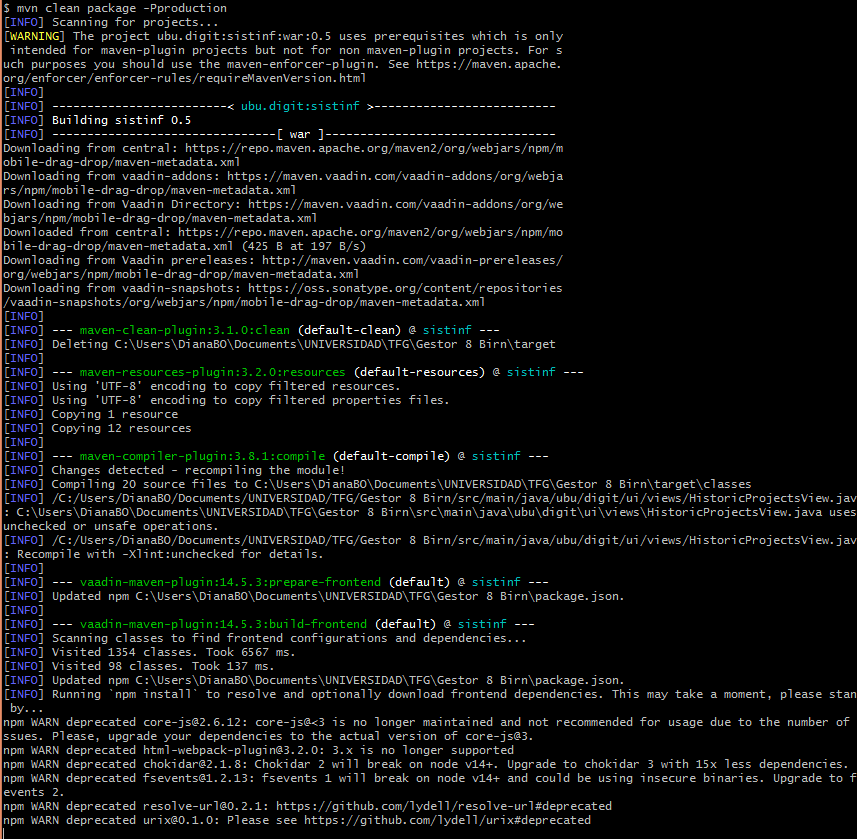 $ mvn clean package -Pproduction
[INFO] Scanning for projects...
[WARNING] The project ubu.digit:sistinf:war:0.5 uses prerequisites which is only
 intended for maven-plugin projects but not for non maven-plugin projects. For s
uch purposes you should use the maven-enforcer-plugin. See https://maven.apache.
org/enforcer/enforcer-rules/requireMavenVersion.html
[INFO]
[INFO] -------------------------< ubu.digit:sistinf >--------------------------
[INFO] Building sistinf 0.5
[INFO] --------------------------------[ war ]---------------------------------
Downloading from central: https://repo.maven.apache.org/maven2/org/webjars/npm/m
obile-drag-drop/maven-metadata.xml
Downloading from vaadin-addons: https://maven.vaadin.com/vaadin-addons/org/webja
rs/npm/mobile-drag-drop/maven-metadata.xml
Downloading from Vaadin Directory: https://maven.vaadin.com/vaadin-addons/org/we
bjars/npm/mobile-drag-drop/maven-metadata.xml
Downloaded from central: https://repo.maven.apache.org/maven2/org/webjars/npm/mo
bile-drag-drop/maven-metadata.xml (425 B at 197 B/s)
Downloading from Vaadin prereleases: http://maven.vaadin.com/vaadin-prereleases/
org/webjars/npm/mobile-drag-drop/maven-metadata.xml
Downloading from vaadin-snapshots: https://oss.sonatype.org/content/repositories
/vaadin-snapshots/org/webjars/npm/mobile-drag-drop/maven-metadata.xml
[INFO]
[INFO] --- maven-clean-plugin:3.1.0:clean (default-clean) @ sistinf ---
[INFO] Deleting C:\Users\DianaBO\Documents\UNIVERSIDAD\TFG\Gestor 8 Birn\target
[INFO]
[INFO] --- maven-resources-plugin:3.2.0:resources (default-resources) @ sistinf ---
[INFO] Using 'UTF-8' encoding to copy filtered resources.
[INFO] Using 'UTF-8' encoding to copy filtered properties files.
[INFO] Copying 1 resource
[INFO] Copying 12 resources
[INFO]
[INFO] --- maven-compiler-plugin:3.8.1:compile (default-compile) @ sistinf ---
[INFO] Changes detected - recompiling the module!
[INFO] Compiling 20 source files to C:\Users\DianaBO\Documents\UNIVERSIDAD\TFG\Gestor 8 Birn\target\classes
[INFO] /C:/Users/DianaBO/Documents/UNIVERSIDAD/TFG/Gestor 8 Birn/src/main/java/ubu/digit/ui/views/HistoricProjectsView.jav
: C:\Users\DianaBO\Documents\UNIVERSIDAD\TFG\Gestor 8 Birn\src\main\java\ubu\digit\ui\views\HistoricProjectsView.java uses
unchecked or unsafe operations.
[INFO] /C:/Users/DianaBO/Documents/UNIVERSIDAD/TFG/Gestor 8 Birn/src/main/java/ubu/digit/ui/views/HistoricProjectsView.jav
: Recompile with -Xlint:unchecked for details.
[INFO]
[INFO] --- vaadin-maven-plugin:14.5.3:prepare-frontend (default) @ sistinf ---
[INFO] Updated npm C:\Users\DianaBO\Documents\UNIVERSIDAD\TFG\Gestor 8 Birn\package.json.
[INFO]
[INFO] --- vaadin-maven-plugin:14.5.3:build-frontend (default) @ sistinf ---
[INFO] Scanning classes to find frontend configurations and dependencies...
[INFO] Visited 1354 classes. Took 6567 ms.
[INFO] Visited 98 classes. Took 137 ms.
[INFO] Updated npm C:\Users\DianaBO\Documents\UNIVERSIDAD\TFG\Gestor 8 Birn\package.json.
[INFO] Running `npm install` to resolve and optionally download frontend dependencies. This may take a moment, please stan
 by...
npm WARN deprecated core-js@2.6.12: core-js@<3 is no longer maintained and not recommended for usage due to the number of
ssues. Please, upgrade your dependencies to the actual version of core-js@3.
npm WARN deprecated html-webpack-plugin@3.2.0: 3.x is no longer supported
npm WARN deprecated chokidar@2.1.8: Chokidar 2 will break on node v14+. Upgrade to chokidar 3 with 15x less dependencies.
npm WARN deprecated fsevents@1.2.13: fsevents 1 will break on node v14+ and could be using insecure binaries. Upgrade to f
events 2.
npm WARN deprecated resolve-url@0.2.1: https://github.com/lydell/resolve-url#deprecated
npm WARN deprecated urix@0.1.0: Please see https://github.com/lydell/urix#deprecated